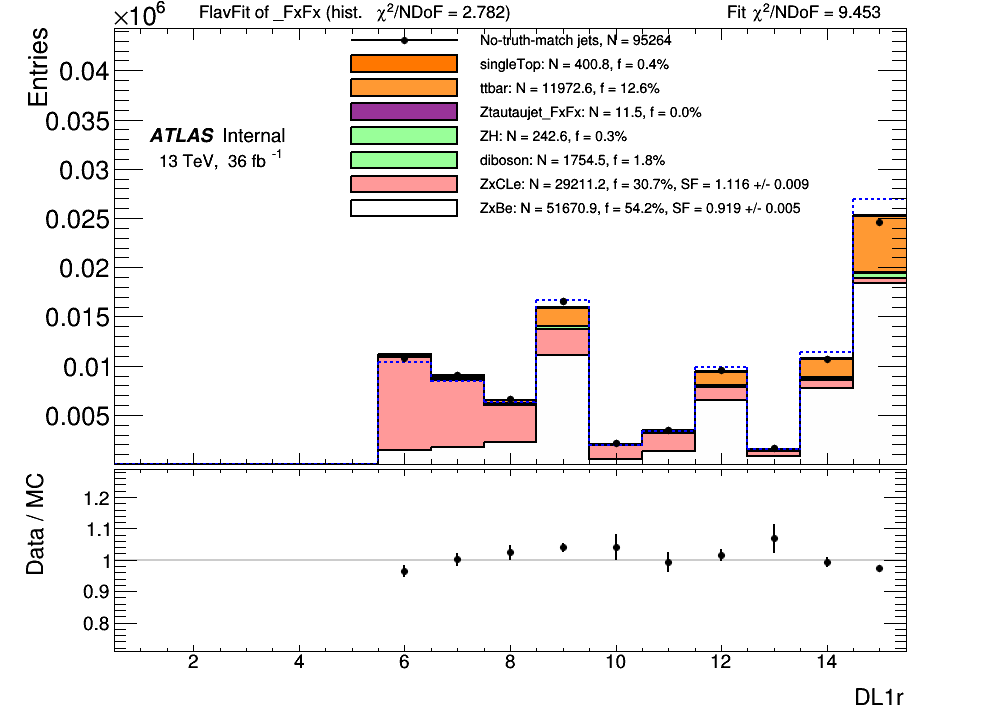 ×10⁶
FlavFit of _FxFx (hist. χ²/NDoF = 2.782)
Fit χ²/NDoF = 9.453
Entries
0.04
0.035
0.03
0.025
0.02
0.015
0.01
0.005
ATLAS Internal
13 TeV, 36 fb⁻¹
No-truth-match jets, N = 95264
singleTop: N = 400.8, f = 0.4%
ttbar: N = 11972.6, f = 12.6%
Ztautaujet_FxFx: N = 11.5, f = 0.0%
ZH: N = 242.6, f = 0.3%
diboson: N = 1754.5, f = 1.8%
ZxCLe: N = 29211.2, f = 30.7%, SF = 1.116 +/- 0.009
ZxBe: N = 51670.9, f = 54.2%, SF = 0.919 +/- 0.005
Data / MC
1.2
1.1
1
0.9
0.8
2 4 6 8 10 12 14
DL1r